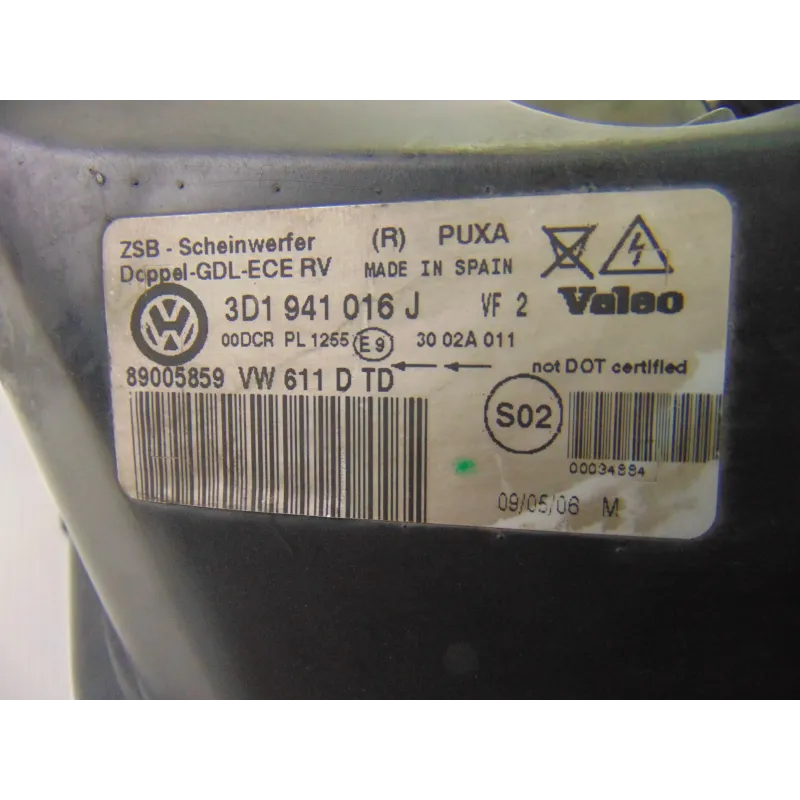 ZSB - Scheinwerfer (R) PUXA
Doppel-GDL-ECE RV MADE IN SPAIN
3D1 941 016 J VF 2 Valeo
00DCR PL 1255 E9 30 02A 011
89005859 VW 611 D TD not DOT certified
S02
00034884
09/05/06 M